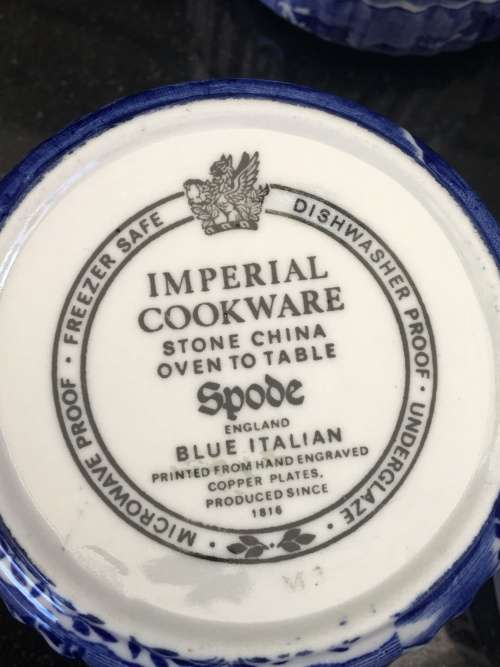 MICROWAVE PROOF · FREEZER SAFE
DISHWASHER PROOF · UNDERGLAZE ·
IMPERIAL
COOKWARE
STONE CHINA
OVEN TO TABLE
Spode
ENGLAND
BLUE ITALIAN
PRINTED FROM HAND ENGRAVED
COPPER PLATES.
PRODUCED SINCE
1816